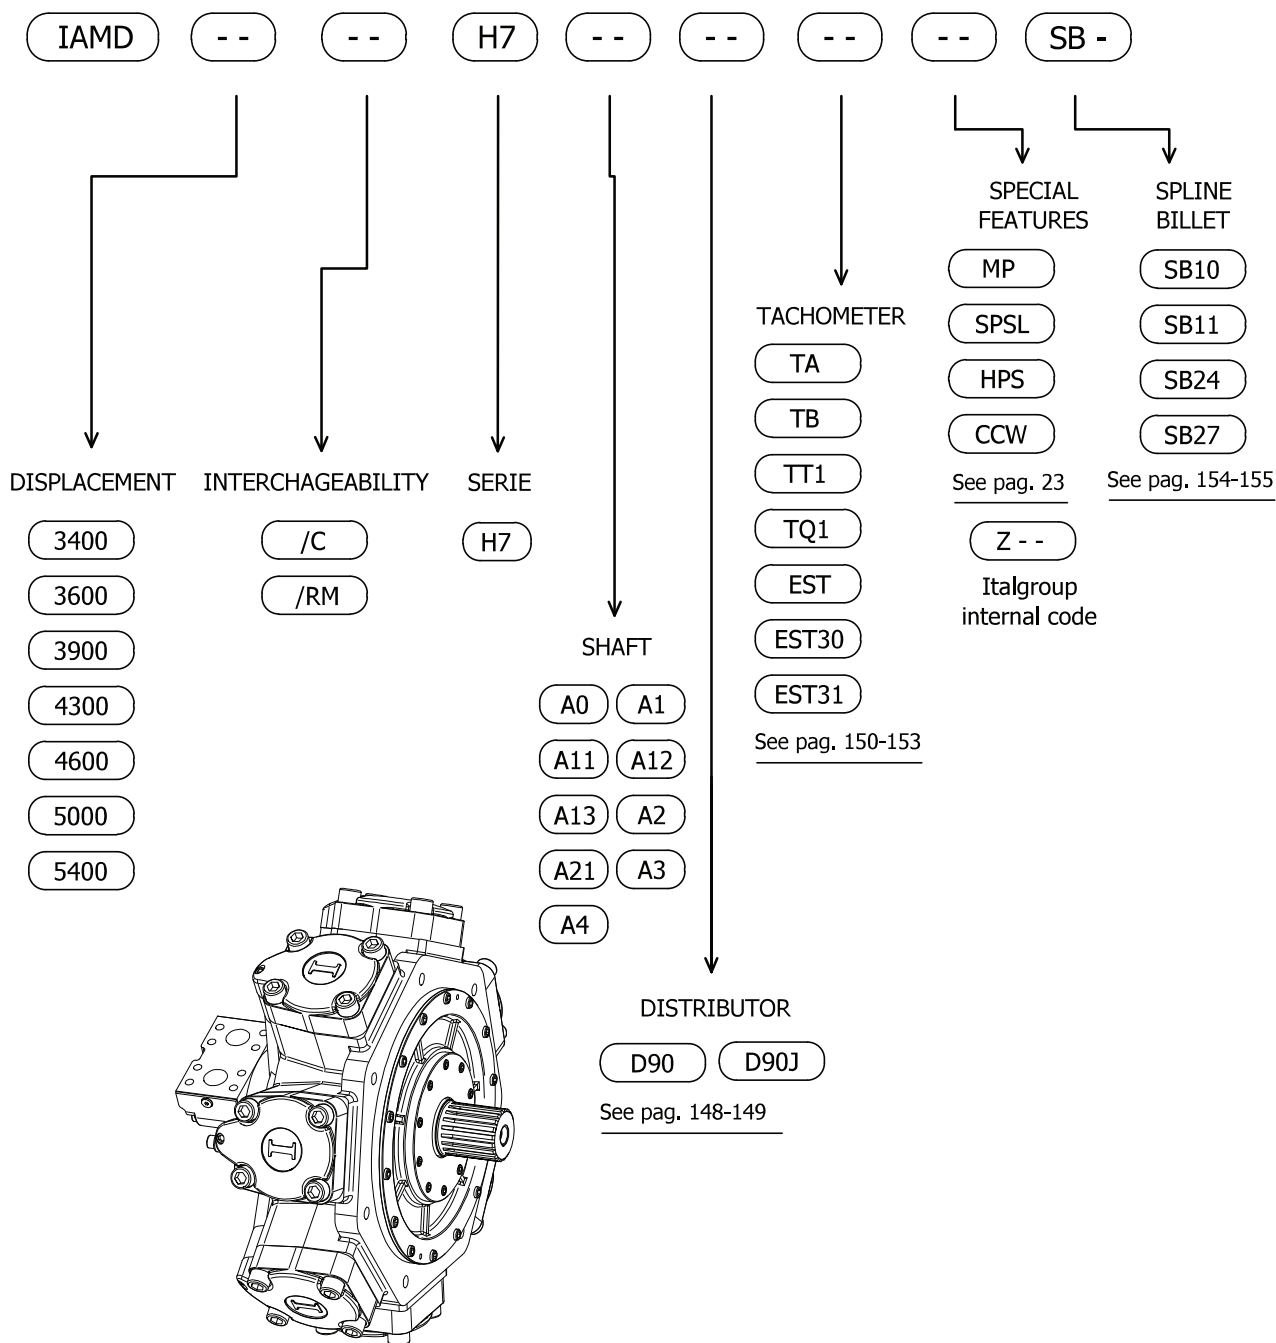 IAMD -- -- H7 -- -- -- -- SB -
SPECIAL FEATURES
MP
SPSL
HPS
CCW
See pag. 23
Z - -
Italgroup
internal code
SPLINE BILLET
SB10
SB11
SB24
SB27
See pag. 154-155
TACHOMETER
TA
TB
TT1
TQ1
EST
EST30
EST31
See pag. 150-153
DISPLACEMENT
3400
3600
3900
4300
4600
5000
5400
INTERCHAGEABILITY
/C
/RM
SERIE
H7
SHAFT
A0 A1
A11 A12
A13 A2
A21 A3
A4
DISTRIBUTOR
D90 D90J
See pag. 148-149